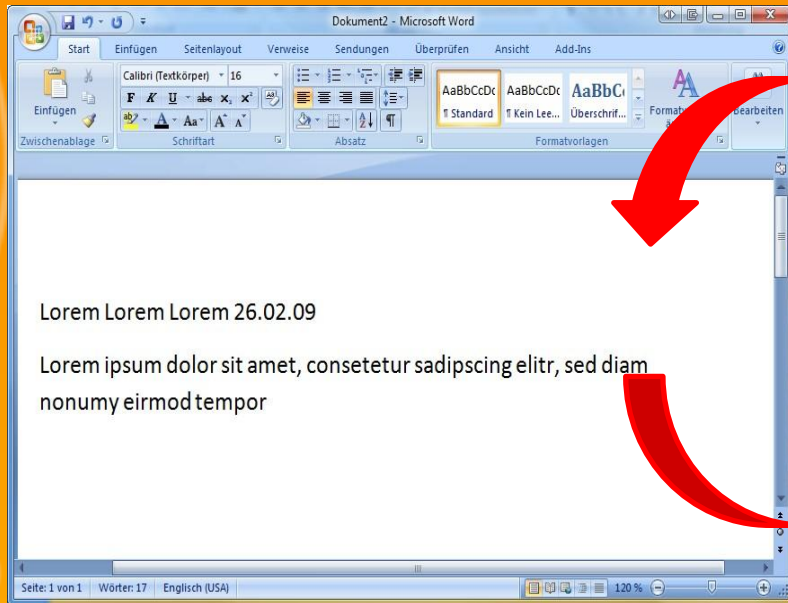 Dokument2 - Microsoft Word
Start Einfügen Seitenlayout Verweise Sendungen Überprüfen Ansicht Add-Ins
Calibri (Textkörper) 16
F K U abe x₂ x² 
Aa A A
Einfügen
AaBbCcDc AaBbCcDc AaBbC
¶ Standard ¶ Kein Lee... Überschrif...
Bearbeiten
Zwischenablage Schriftart Absatz Formatvorlagen
Lorem Lorem Lorem 26.02.09
Lorem ipsum dolor sit amet, consetetur sadipscing elitr, sed diam
nonumy eirmod tempor
Seite: 1 von 1 Wörter: 17 Englisch (USA) 120 %